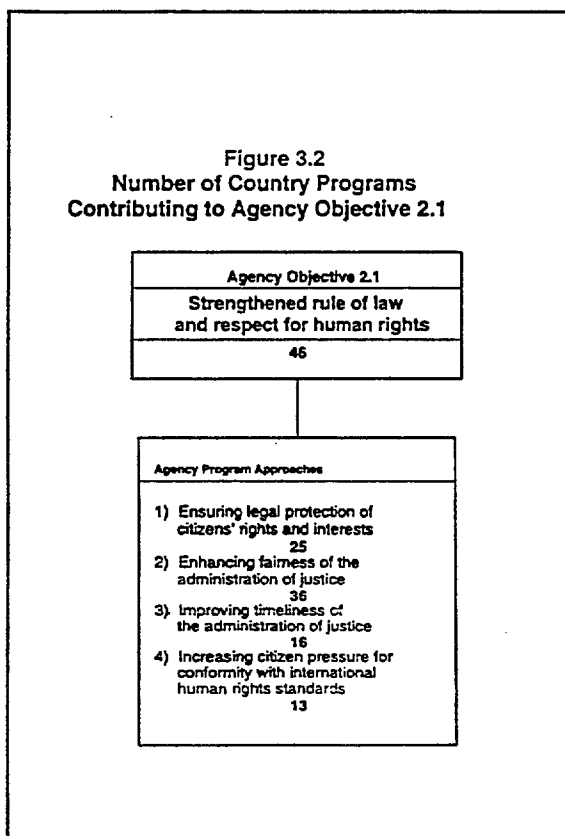 Figure 3.2
Number of Country Programs
Contributing to Agency Objective 2.1
Agency Objective 2.1
Strengthened rule of law
and respect for human rights
46
Agency Program Approaches
1) Ensuring legal protection of
citizens' rights and interests
25
2) Enhancing fairness of the
administration of justice
36
3) Improving timeliness of
the administration of justice
16
4) Increasing citizen pressure for
conformity with international
human rights standards
13